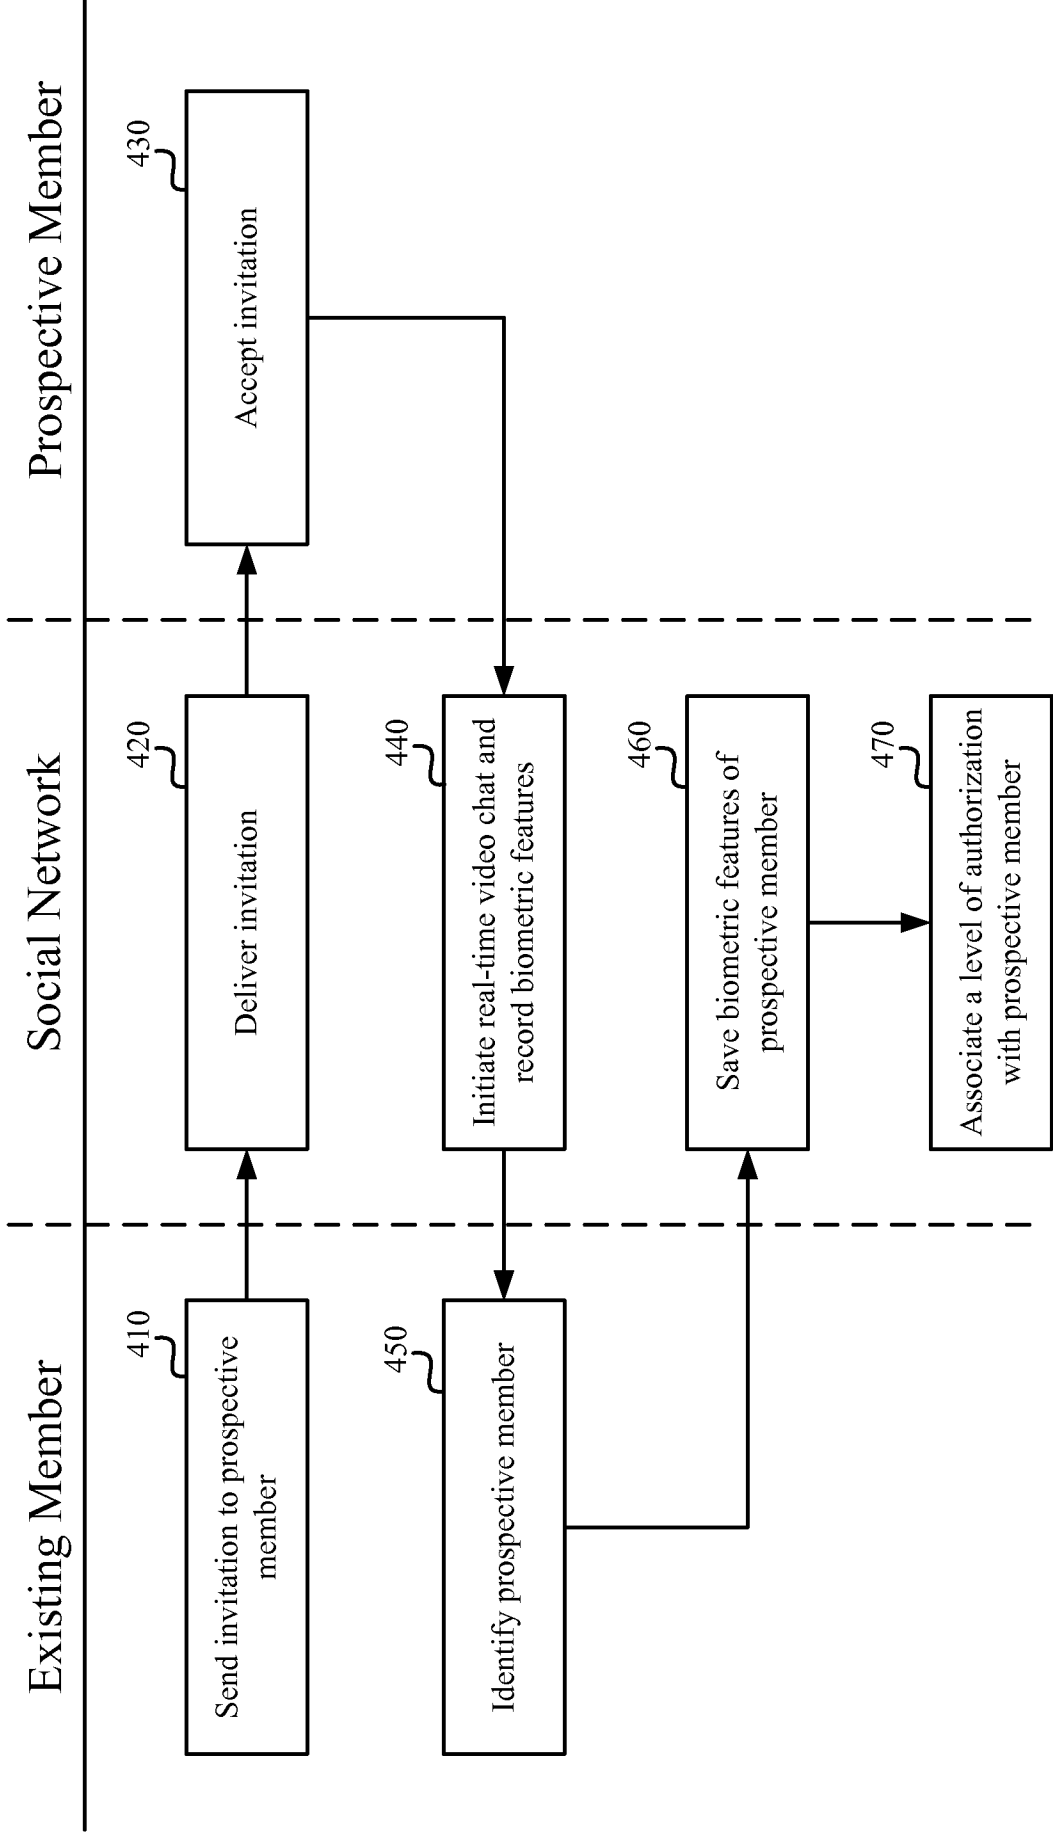 Existing Member
Social Network
Prospective Member
410
Send invitation to prospective
member
420
Deliver invitation
430
Accept invitation
440
Initiate real-time video chat and
record biometric features
450
Identify prospective member
460
Save biometric features of
prospective member
470
Associate a level of authorization
with prospective member